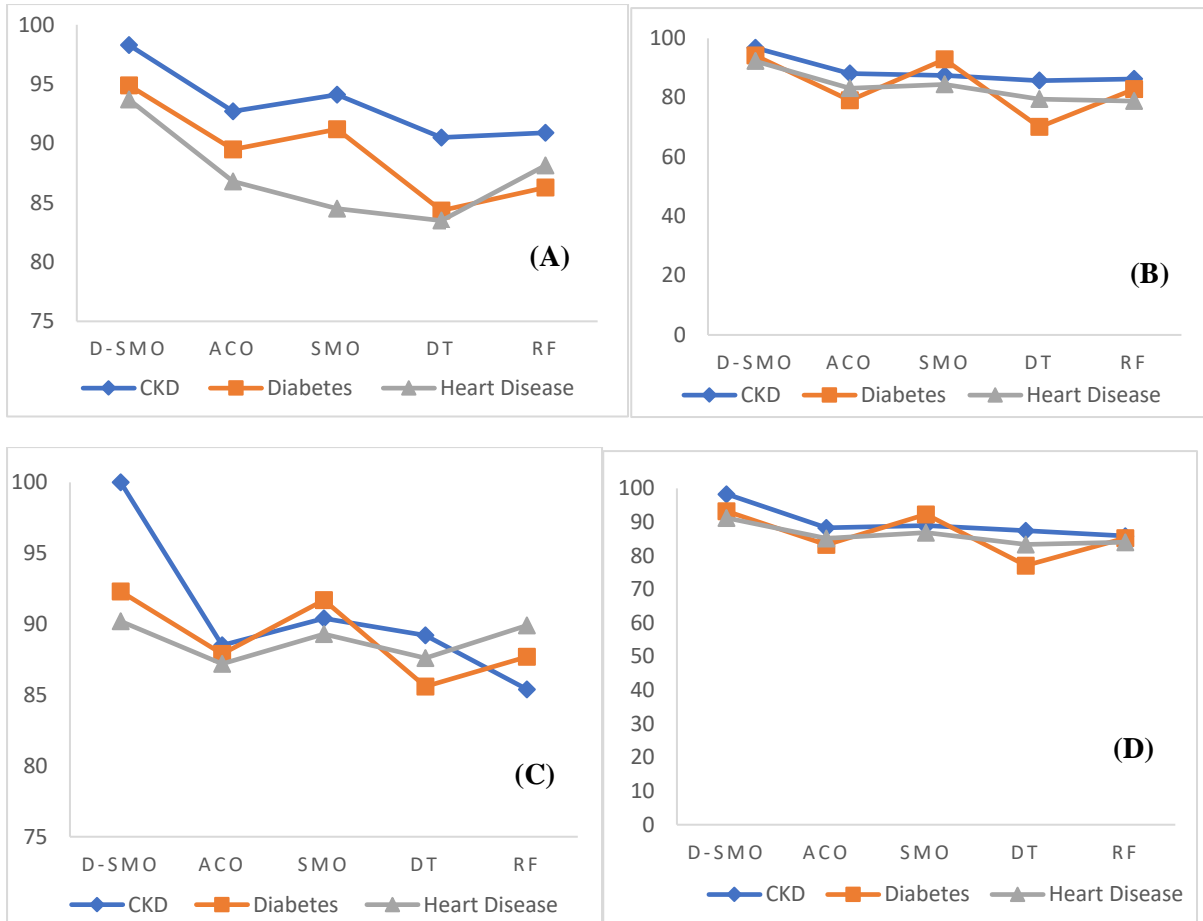 100
95
90
85
80
75
(A)
D-SMO ACO SMO DT RF
CKD Diabetes Heart Disease
100
80
60
40
20
0
(B)
D-SMO ACO SMO DT RF
CKD Diabetes Heart Disease
100
95
90
85
80
75
(C)
D-SMO ACO SMO DT RF
CKD Diabetes Heart Disease
100
90
80
70
60
50
40
30
20
10
0
(D)
D-SMO ACO SMO DT RF
CKD Diabetes Heart Disease